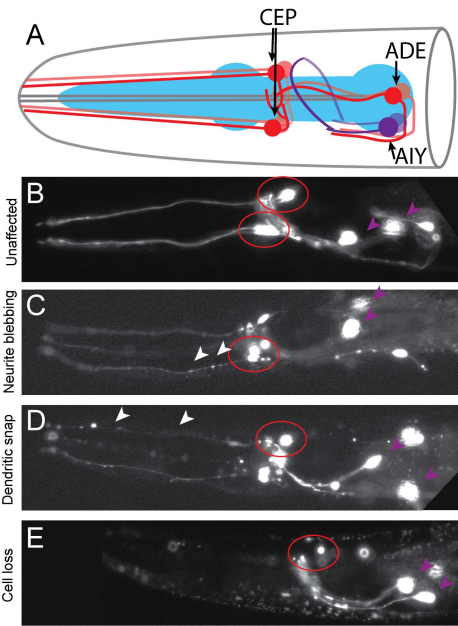 A
CEP
ADE
AIY
B
Unaffected
C
Neurite blebbing
D
Dendritic snap
E
Cell loss